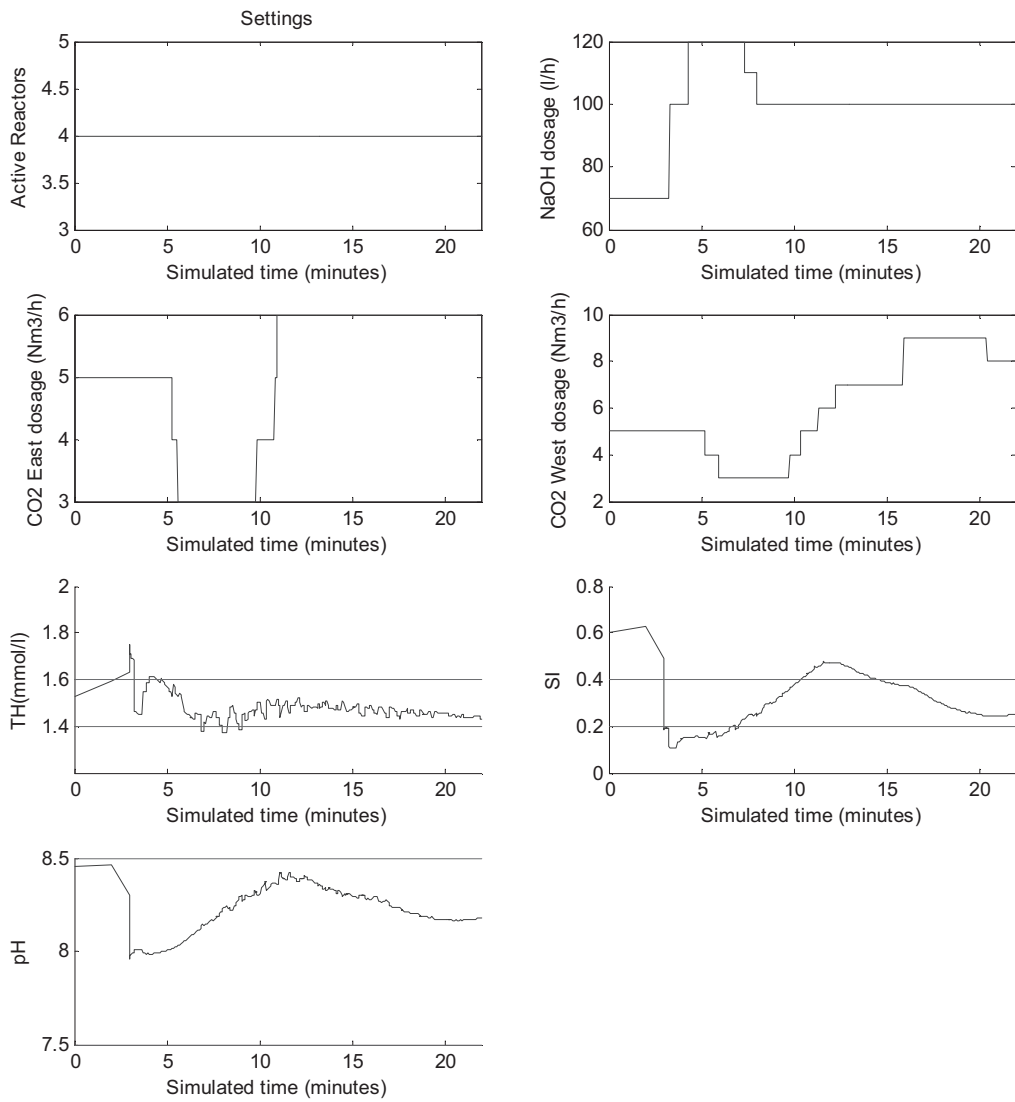 Settings
Active Reactors
5
4.5
4
3.5
3
0 5 10 15 20
Simulated time (minutes)
NaOH dosage (l/h)
120
100
80
60
0 5 10 15 20
Simulated time (minutes)
CO2 East dosage (Nm3/h)
6
5
4
3
0 5 10 15 20
Simulated time (minutes)
CO2 West dosage (Nm3/h)
10
8
6
4
2
0 5 10 15 20
Simulated time (minutes)
TH(mmol/l)
2
1.8
1.6
1.4
0 5 10 15 20
Simulated time (minutes)
SI
0.8
0.6
0.4
0.2
0
0 5 10 15 20
Simulated time (minutes)
pH
8.5
8
7.5
0 5 10 15 20
Simulated time (minutes)